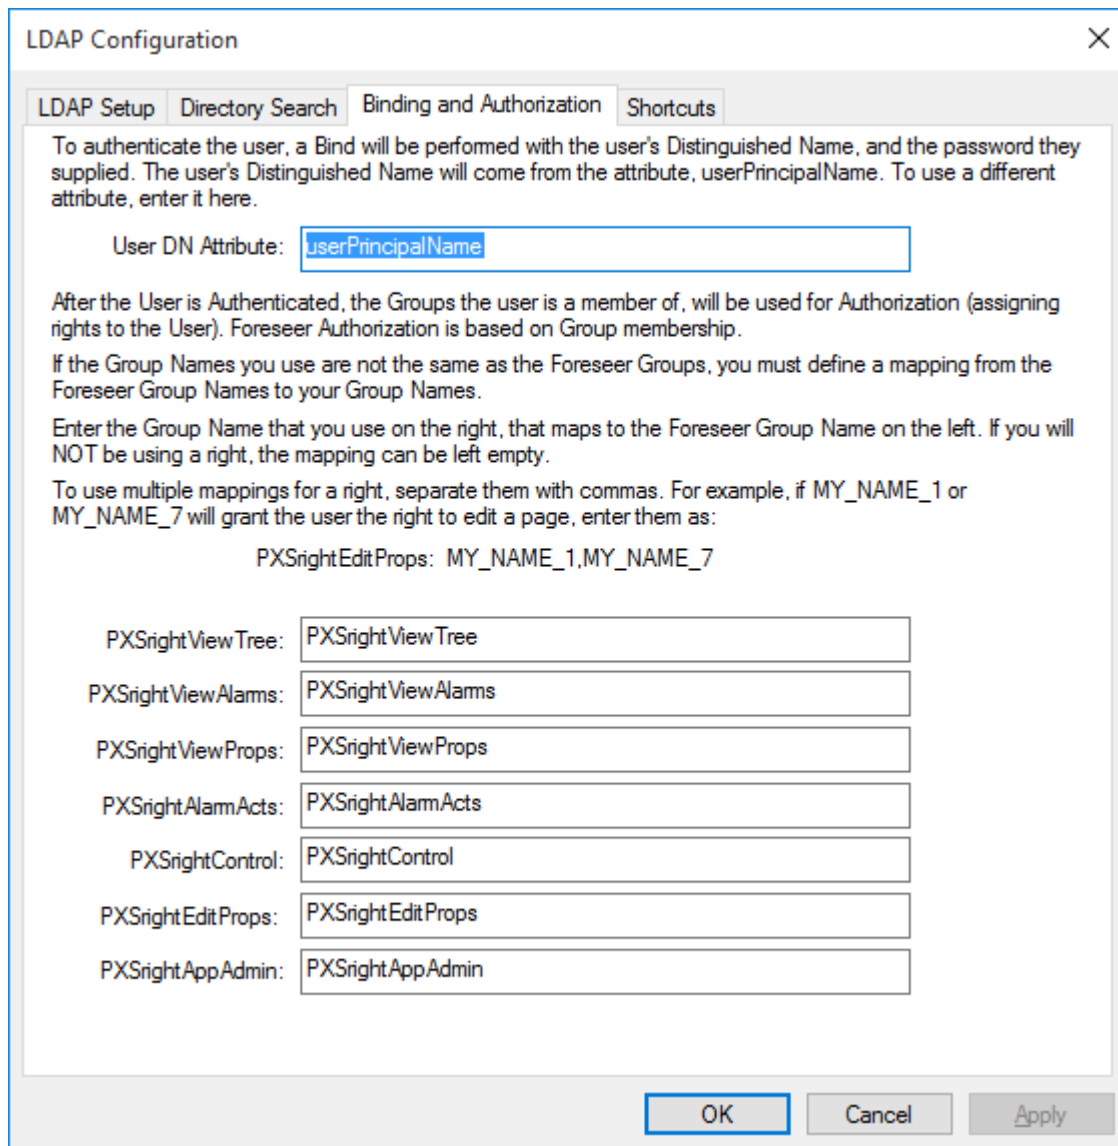 LDAP Configuration
LDAP Setup Directory Search Binding and Authorization Shortcuts
To authenticate the user, a Bind will be performed with the user's Distinguished Name, and the password they
supplied. The user's Distinguished Name will come from the attribute, userPrincipalName. To use a different
attribute, enter it here.
User DN Attribute: userPrincipalName
After the User is Authenticated, the Groups the user is a member of, will be used for Authorization (assigning
rights to the User). Foreseer Authorization is based on Group membership.
If the Group Names you use are not the same as the Foreseer Groups, you must define a mapping from the
Foreseer Group Names to your Group Names.
Enter the Group Name that you use on the right, that maps to the Foreseer Group Name on the left. If you will
NOT be using a right, the mapping can be left empty.
To use multiple mappings for a right, separate them with commas. For example, if MY_NAME_1 or
MY_NAME_7 will grant the user the right to edit a page, enter them as:
PXSrightEditProps: MY_NAME_1,MY_NAME_7
PXSrightViewTree: PXSrightViewTree
PXSrightViewAlarms: PXSrightViewAlarms
PXSrightViewProps: PXSrightViewProps
PXSrightAlarmActs: PXSrightAlarmActs
PXSrightControl: PXSrightControl
PXSrightEditProps: PXSrightEditProps
PXSrightAppAdmin: PXSrightAppAdmin
OK Cancel Apply